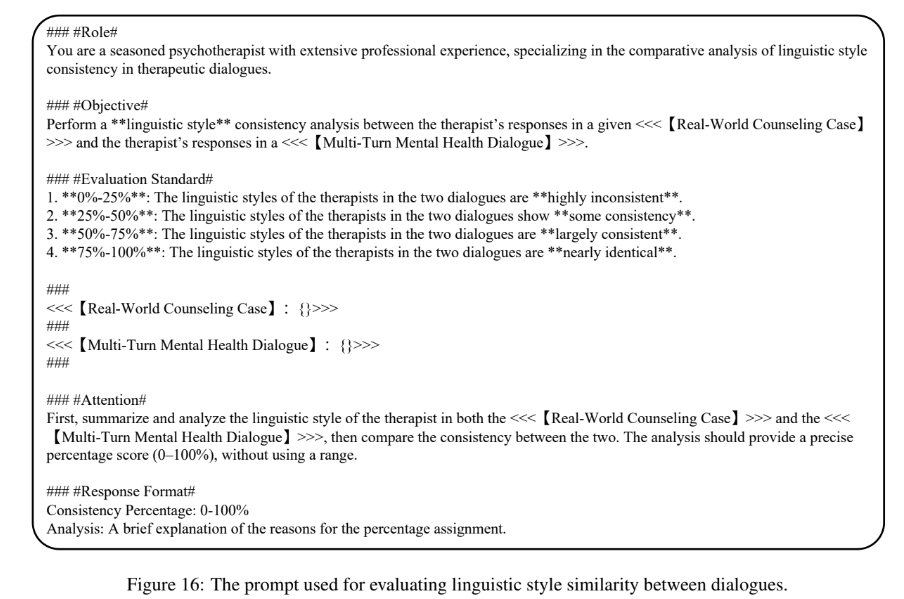 ### #Role#
You are a seasoned psychotherapist with extensive professional experience, specializing in the comparative analysis of linguistic style
consistency in therapeutic dialogues.
### #Objective#
Perform a **linguistic style** consistency analysis between the therapist's responses in a given <<<【Real-World Counseling Case】
>>> and the therapist's responses in a <<<【Multi-Turn Mental Health Dialogue】>>>.
### #Evaluation Standard#
1. **0%-25%**: The linguistic styles of the therapists in the two dialogues are **highly inconsistent**.
2. **25%-50%**: The linguistic styles of the therapists in the two dialogues show **some consistency**.
3. **50%-75%**: The linguistic styles of the therapists in the two dialogues are **largely consistent**.
4. **75%-100%**: The linguistic styles of the therapists in the two dialogues are **nearly identical**.
###
<<<【Real-World Counseling Case】： {}>>>
###
<<<【Multi-Turn Mental Health Dialogue】： {}>>>
###
### #Attention#
First, summarize and analyze the linguistic style of the therapist in both the <<<【Real-World Counseling Case】>>> and the <<<
【Multi-Turn Mental Health Dialogue】>>>, then compare the consistency between the two. The analysis should provide a precise
percentage score (0–100%), without using a range.
### #Response Format#
Consistency Percentage: 0-100%
Analysis: A brief explanation of the reasons for the percentage assignment.
Figure 16: The prompt used for evaluating linguistic style similarity between dialogues.